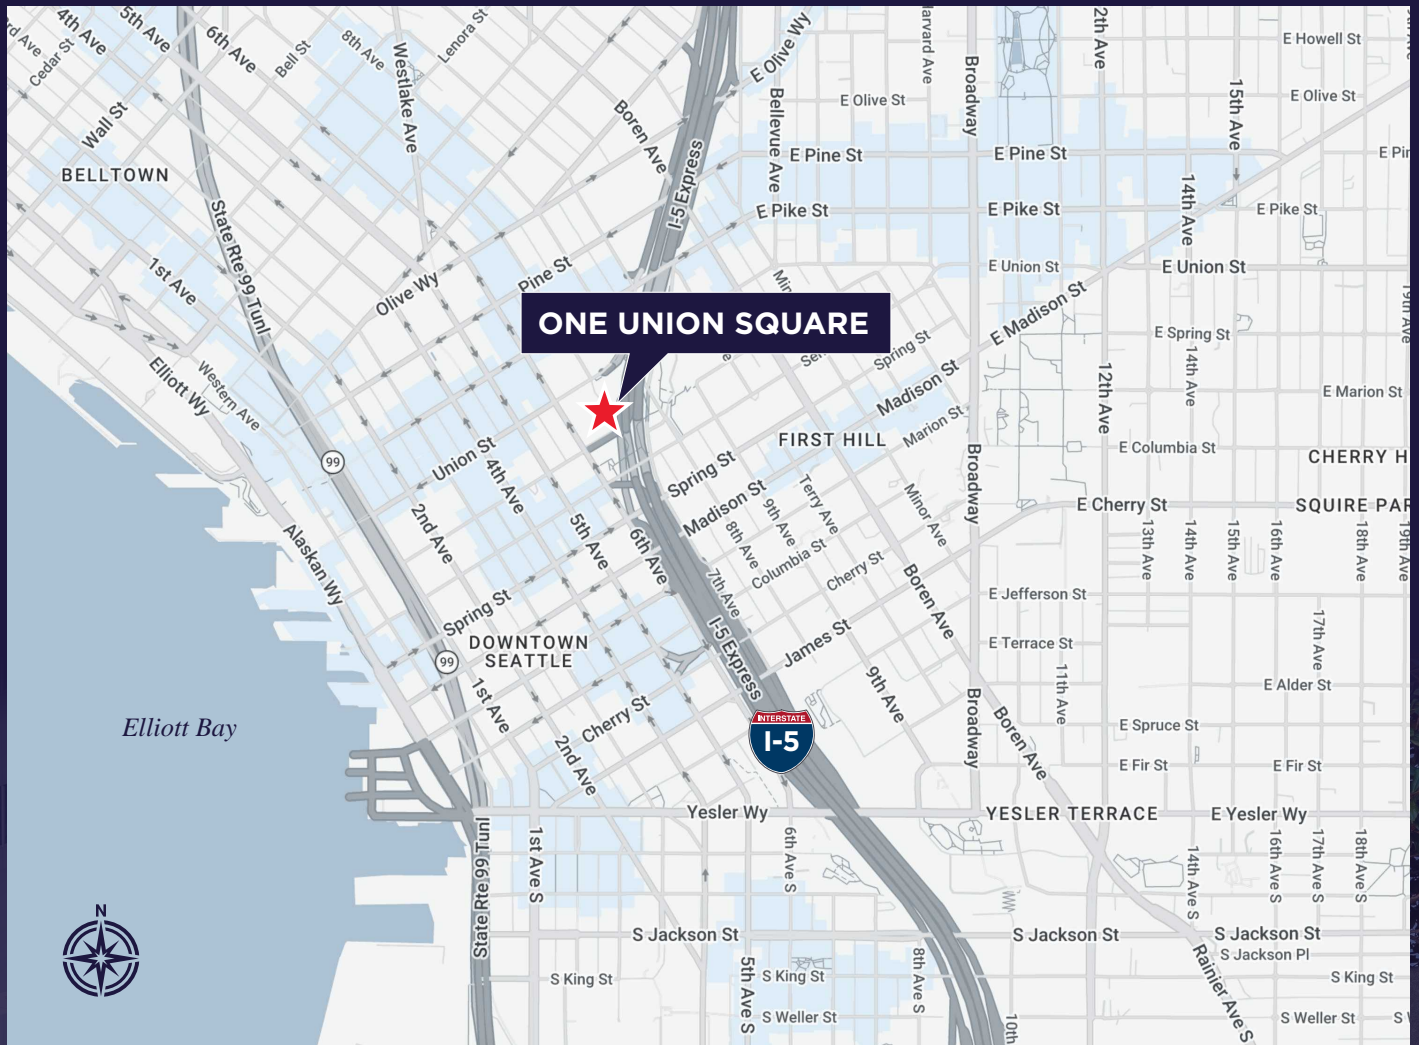 4th Ave
5th Ave
6th Ave
Cedar St
Bell St
8th Ave
Westlake Ave
Lenora St
E Olive Wy
Harvard Ave
Broadway
12th Ave
E Howell St
Wall St
Boren Ave
Bellevue Ave
E Olive St
15th Ave
E Olive St
BELLTOWN
I-5 Express
E Pine St
E Pine St
State Rte 99 Tunl
E Pike St
E Pike St
14th Ave
E Pike St
1st Ave
Olive Wy
Pine St
E Union St
E Union St
E Madison St
ONE UNION SQUARE
Elliott Wy
Western Ave
Spring St
E Spring St
14th Ave
19th Ave
Madison St
12th Ave
E Marion St
Marion St
FIRST HILL
E Columbia St
CHERRY H
99
Union St
4th Ave
Spring St
Madison St
Broadway
2nd Ave
5th Ave
6th Ave
8th Ave
9th Ave
Terry Ave
Minor Ave
E Cherry St
SQUIRE PAR
Alaskan Wy
7th Ave
Columbia St
Cherry St
Boren Ave
13th Ave
14th Ave
15th Ave
16th Ave
18th Ave
19th Ave
Spring St
I-5 Express
James St
E Jefferson St
DOWNTOWN
SEATTLE
E Terrace St
17th Ave
99
1st Ave
9th Ave
11th Ave
E Alder St
Elliott Bay
Cherry St
INTERSTATE
I-5
Broadway
Boren Ave
E Spruce St
2nd Ave
E Fir St
E Fir St
Yesler Wy
YESLER TERRACE
E Yesler Wy
State Rte 99 Tunl
1st Ave S
6th Ave S
14th Ave S
16th Ave S
17th Ave S
18th Ave S
N
S Jackson St
S Jackson St
S Jackson St
S Jackson Pl
S King St
5th Ave S
S King St
8th Ave S
Rainier Ave S
S King St
S Weller St
10th
S Weller St